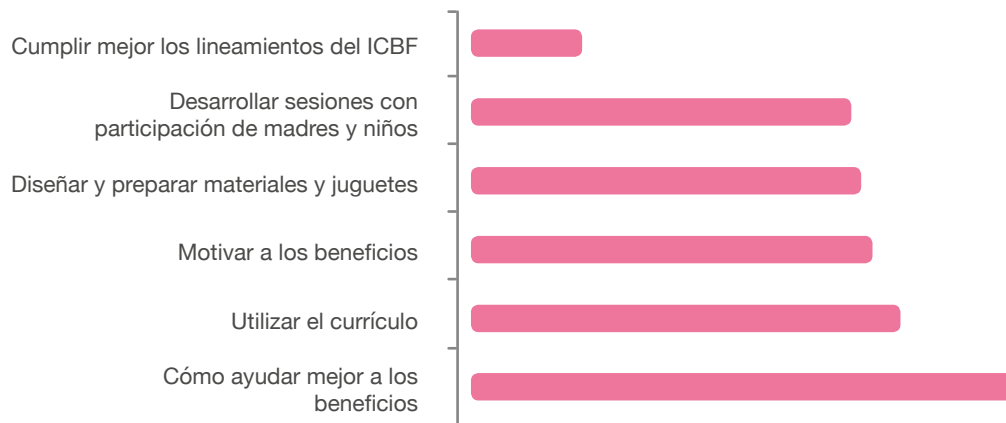 Cumplir mejor los lineamientos del ICBF
Desarrollar sesiones con
participación de madres y niños
Diseñar y preparar materiales y juguetes
Motivar a los beneficios
Utilizar el currículo
Cómo ayudar mejor a los
beneficios